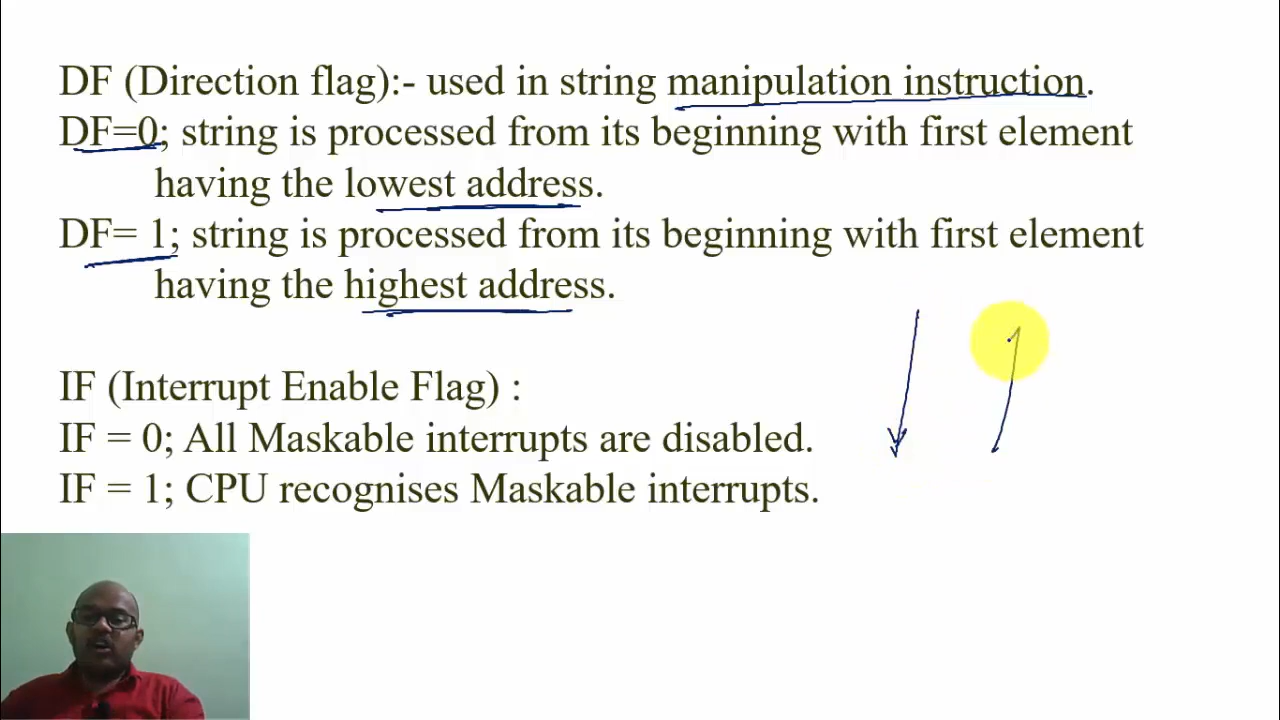 DF (Direction flag):- used in string manipulation instruction.
DF=0; string is processed from its beginning with first element
having the lowest address.
DF= 1; string is processed from its beginning with first element
having the highest address.
IF (Interrupt Enable Flag) :
IF = 0; All Maskable interrupts are disabled.
IF = 1; CPU recognises Maskable interrupts.